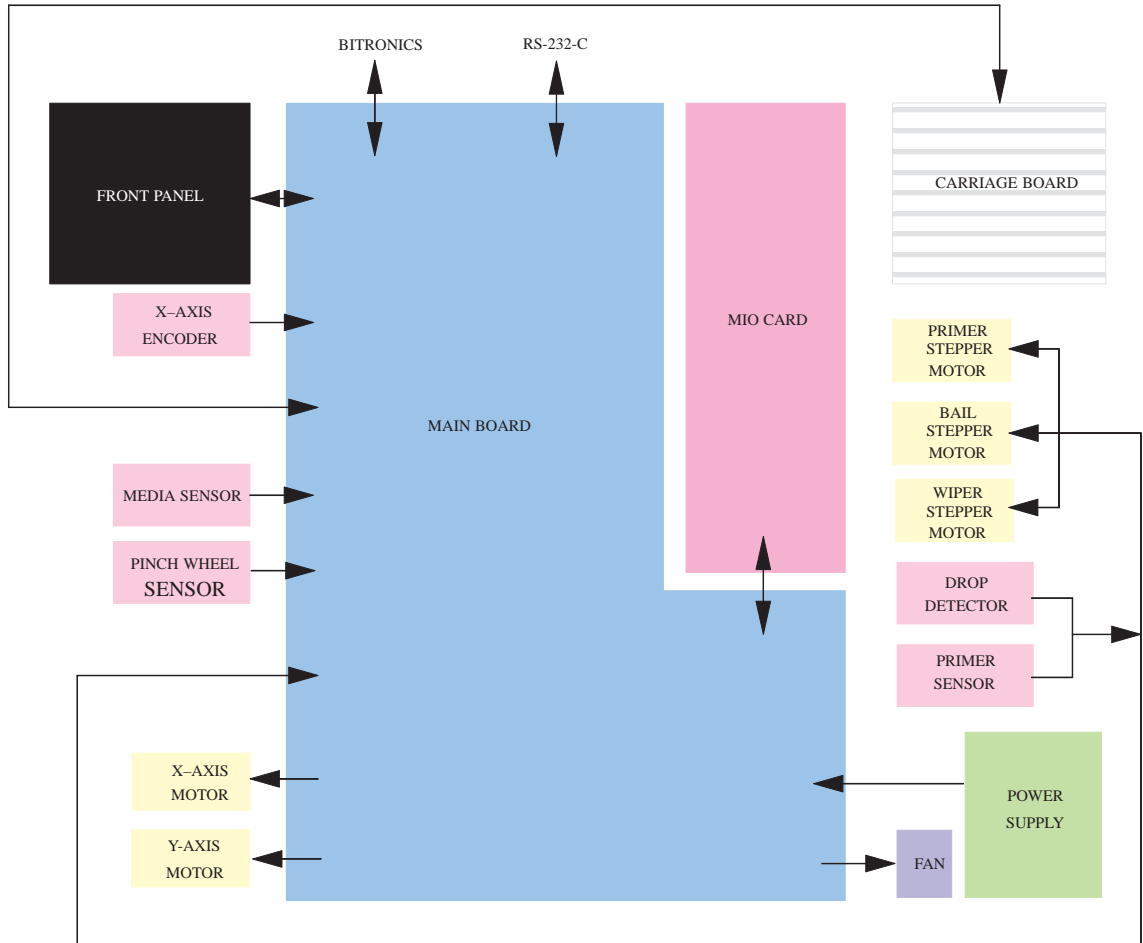 BITRONICS
RS-232-C
FRONT PANEL
CARRIAGE BOARD
X–AXIS
ENCODER
MIO CARD
PRIMER
STEPPER
MOTOR
MAIN BOARD
BAIL
STEPPER
MOTOR
MEDIA SENSOR
WIPER
STEPPER
MOTOR
PINCH WHEEL
SENSOR
DROP
DETECTOR
PRIMER
SENSOR
X–AXIS
MOTOR
POWER
SUPPLY
Y-AXIS
MOTOR
FAN